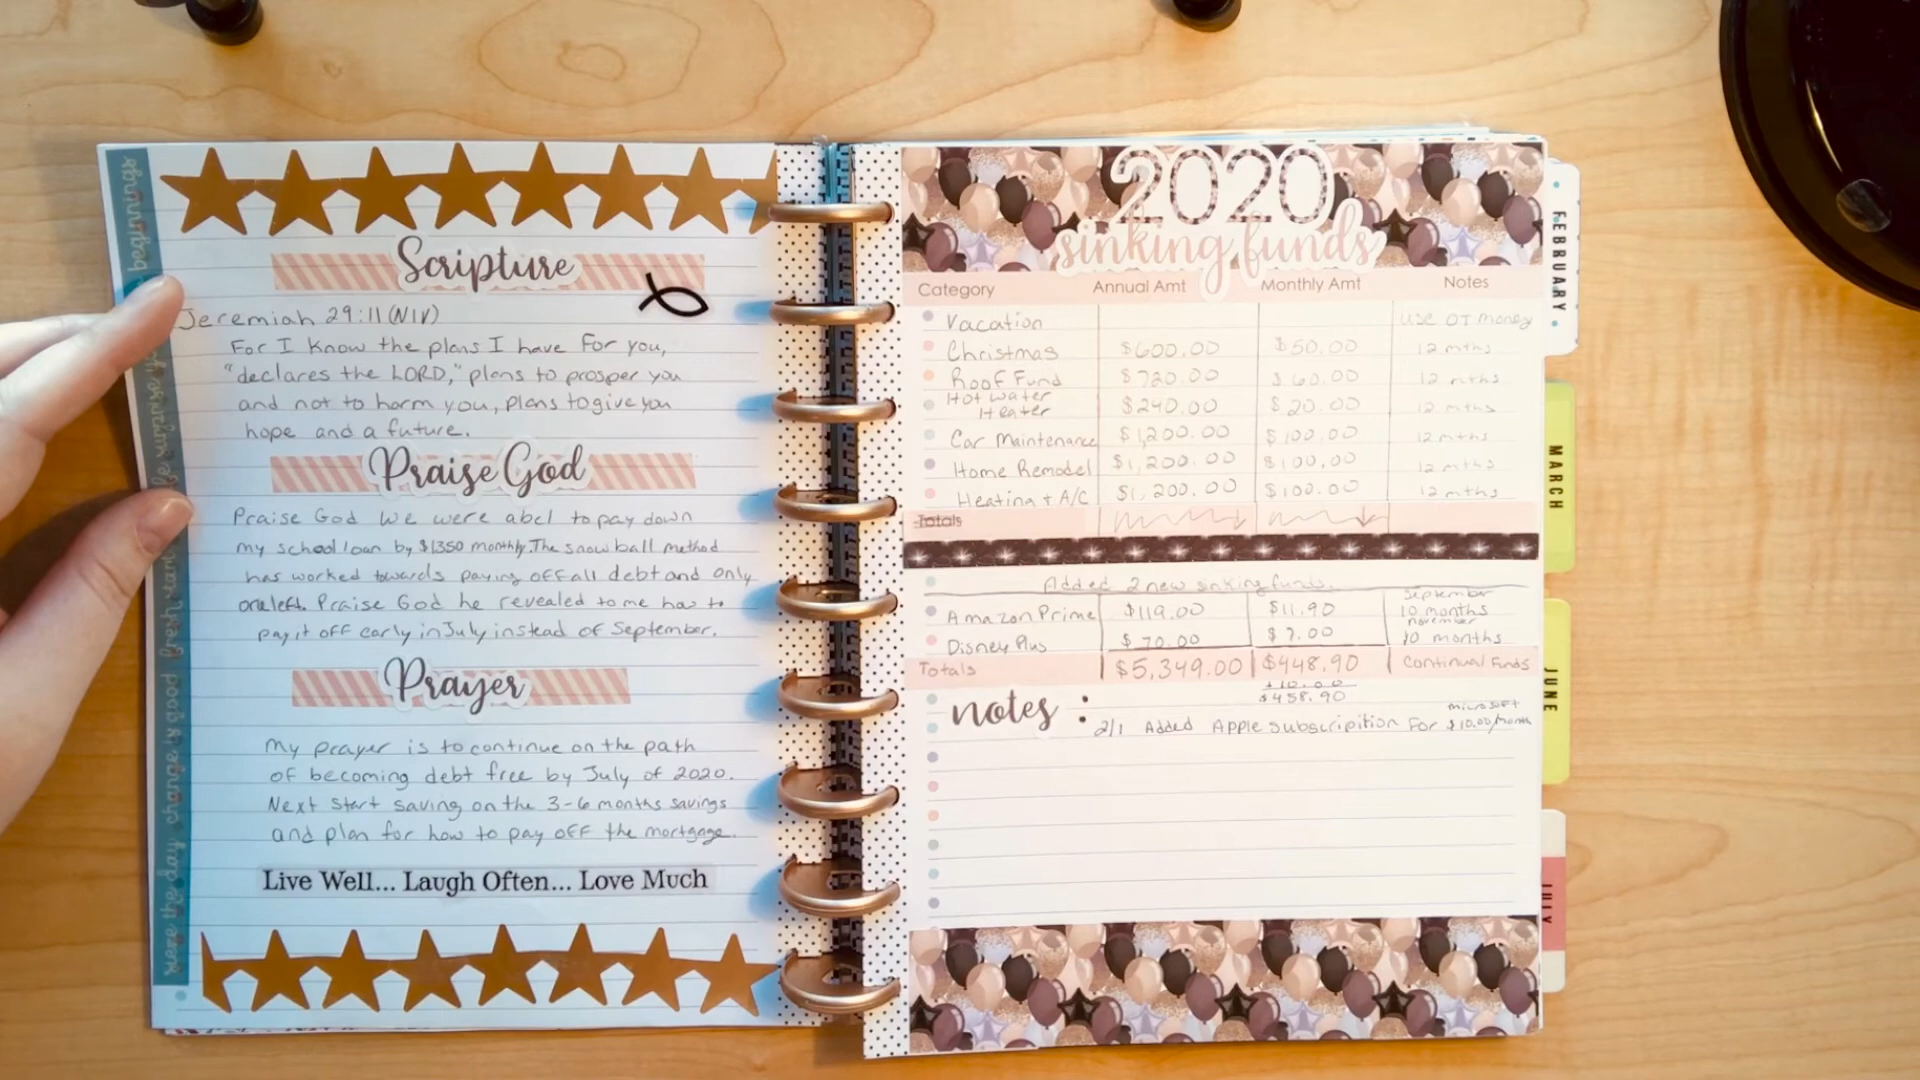 beginnings
seize the day change is good fresh start
Scripture
Jeremiah 29:11 (NIV)
For I know the plans I have for you,
"declares the LORD," plans to prosper you
and not to harm you, plans to give you
hope and a future.
Praise God
Praise God we were abel to pay down
my school loan by $1350 monthly. The snowball method
has worked towards paying off all debt and only
one left. Praise God he revealed to me how to
pay it off early in July instead of September.
Prayer
My prayer is to continue on the path
of becoming debt free by July of 2020.
Next start saving on the 3-6 months savings
and plan for how to pay off the mortgage.
Live Well... Laugh Often... Love Much
2020
sinking funds
Category Annual Amt Monthly Amt Notes
Vacation use OT money
Christmas $600.00 $50.00 12 mths
Roof Fund $720.00 $60.00 12 mths
Hot water
Heater $240.00 $20.00 12 mths
Car Maintenance $1,200.00 $100.00 12 mths
Home Remodel $1,200.00 $100.00 12 mths
Heating + A/C $1,200.00 $100.00 12 mths
Totals
Added 2 new sinking funds.
September
Amazon Prime $119.00 $11.90 10 months
november
Disney Plus $70.00 $7.00 10 months
Totals $5,349.00 $448.90 Continual Funds
+10.00
$458.90
notes :
microsoft
2/1 Added Apple subscripition for $10.00/month
FEBRUARY
MARCH
JUNE
JULY